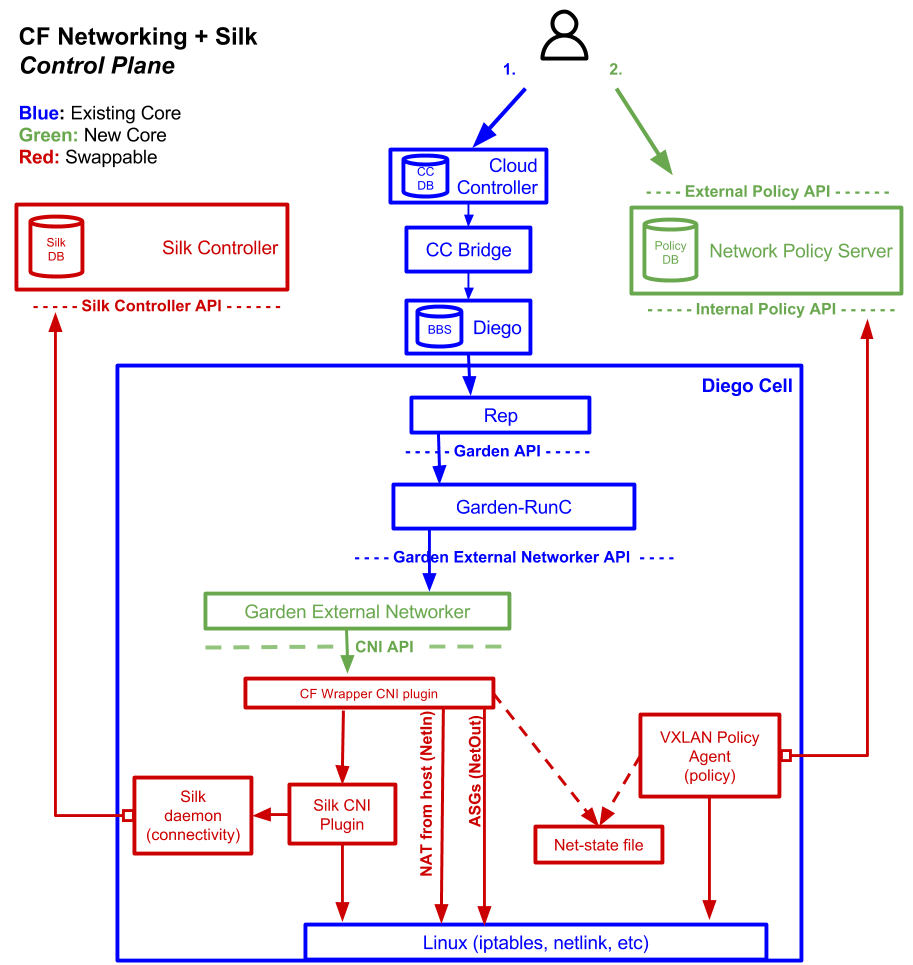 CF Networking + Silk
Control Plane
Blue: Existing Core
Green: New Core
Red: Swappable
1.
2.
CC
DB
Cloud
Controller
External Policy API
Silk
DB
Silk Controller
CC Bridge
Policy
DB
Network Policy Server
Silk Controller API
Internal Policy API
BBS
Diego
Diego Cell
Rep
Garden API
Garden-RunC
Garden External Networker API
Garden External Networker
CNI API
CF Wrapper CNI plugin
NAT from host (NetIn)
ASGs (NetOut)
VXLAN Policy
Agent
(policy)
Silk
daemon
(connectivity)
Silk CNI
Plugin
Net-state file
Linux (iptables, netlink, etc)